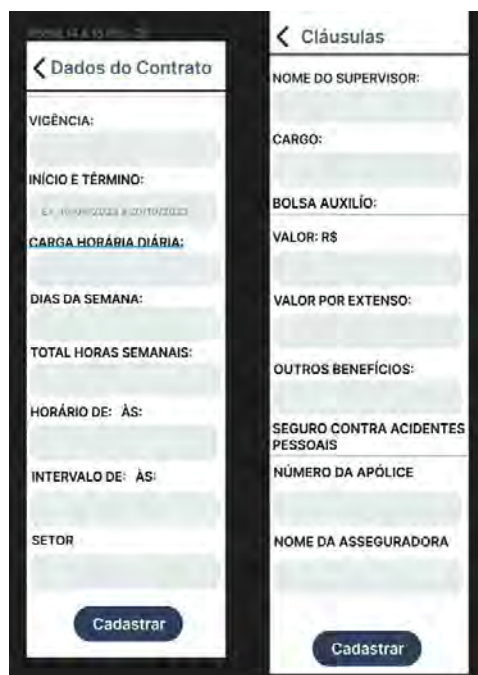 Dados do Contrato
VIGÊNCIA:
INÍCIO E TÉRMINO:
CARGA HORÁRIA DIÁRIA:
DIAS DA SEMANA:
TOTAL HORAS SEMANAIS:
HORÁRIO DE: ÀS:
INTERVALO DE: ÀS:
SETOR
Cadastrar
Cláusulas
NOME DO SUPERVISOR:
CARGO:
BOLSA AUXILÍO:
VALOR: R$
VALOR POR EXTENSO:
OUTROS BENEFÍCIOS:
SEGURO CONTRA ACIDENTES
PESSOAIS
NÚMERO DA APÓLICE
NOME DA ASSEGURADORA
Cadastrar